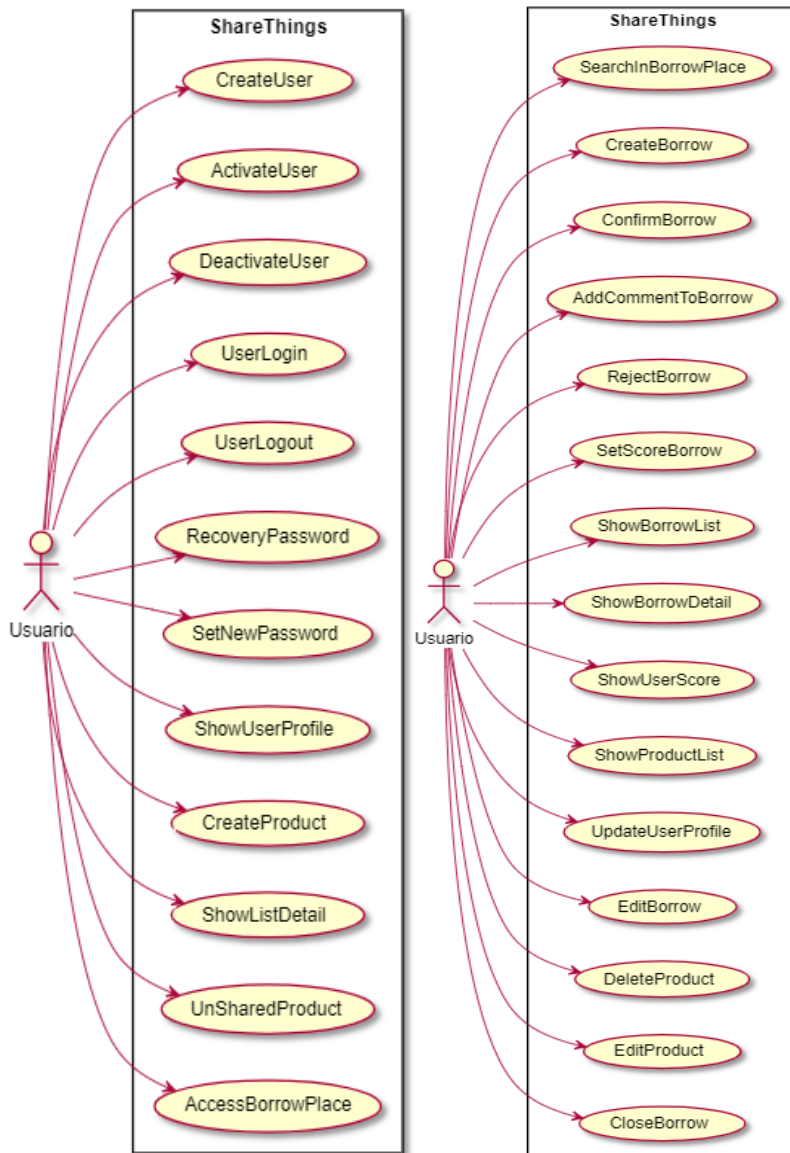 ShareThings
CreateUser
ActivateUser
DeactivateUser
UserLogin
UserLogout
RecoveryPassword
SetNewPassword
Usuario
ShowUserProfile
CreateProduct
ShowListDetail
UnSharedProduct
AccessBorrowPlace
ShareThings
SearchInBorrowPlace
CreateBorrow
ConfirmBorrow
AddCommentToBorrow
RejectBorrow
SetScoreBorrow
ShowBorrowList
ShowBorrowDetail
Usuario
ShowUserScore
ShowProductList
UpdateUserProfile
EditBorrow
DeleteProduct
EditProduct
CloseBorrow